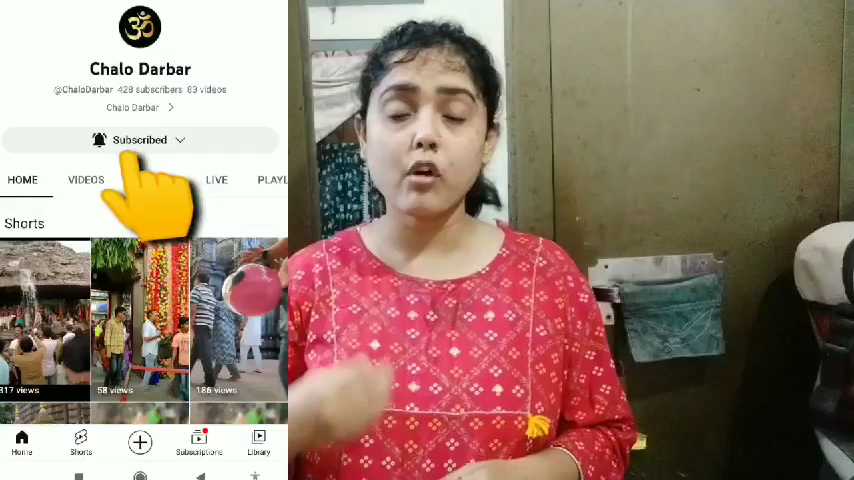 ॐ
Chalo Darbar
@ChaloDarbar 428 subscribers 83 videos
Chalo Darbar
Subscribed
HOME VIDEOS LIVE PLAYL
Shorts
317 views 58 views 186 views
Home Shorts Subscriptions Library